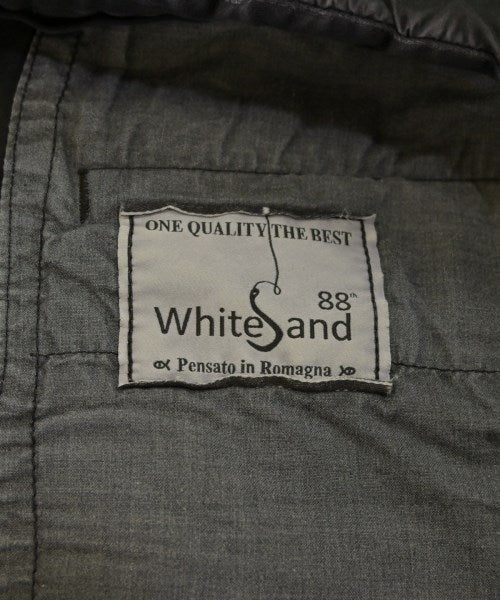 ONE QUALITY THE BEST
88th
WhiteSand
Pensato in Romagna